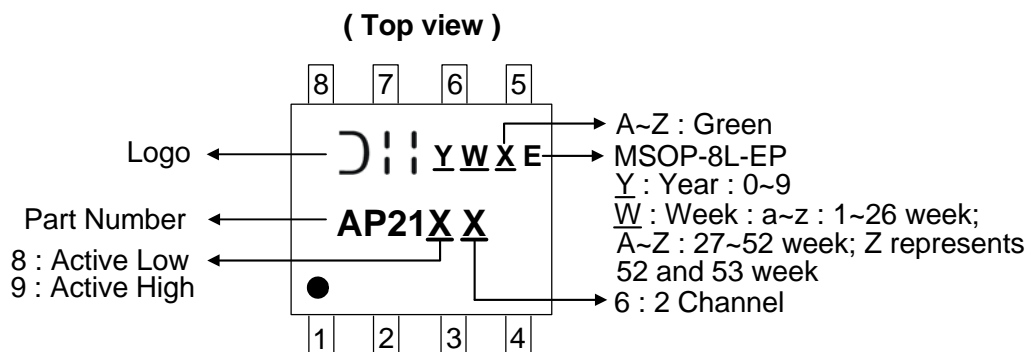 ( Top view )
8 7 6 5
A~Z : Green
Logo
Y W X E
MSOP-8L-EP
Y : Year : 0~9
Part Number
AP21X X
W : Week : a~z : 1~26 week;
A~Z : 27~52 week; Z represents
52 and 53 week
8 : Active Low
9 : Active High
6 : 2 Channel
1 2 3 4